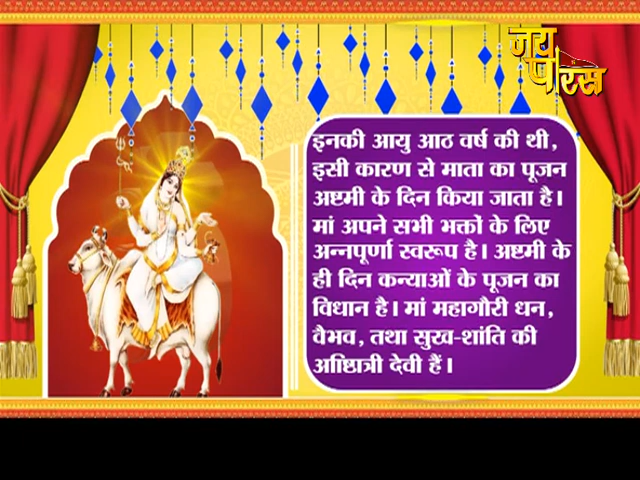 जय
पारस
इनकी आयु आठ वर्ष की थी,
इसी कारण से माता का पूजन
अष्टमी के दिन किया जाता है।
मां अपने सभी भक्तों के लिए
अन्नपूर्णा स्वरूप है। अष्टमी के
ही दिन कन्याओं के पूजन का
विधान है। मां महागौरी धन,
वैभव, तथा सुख-शांति की
अष्ठिात्री देवी हैं।